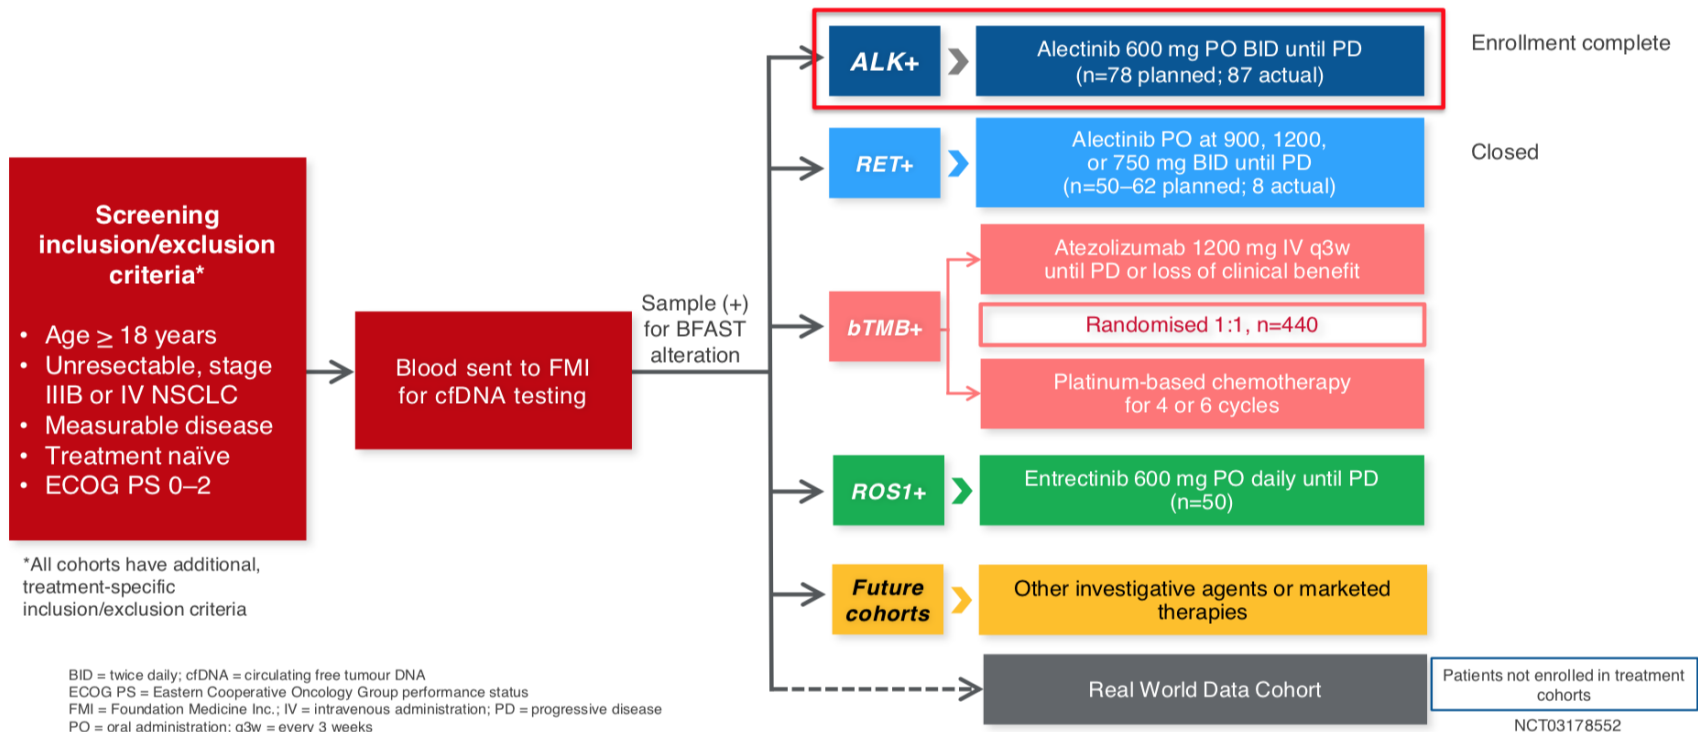 Screening
inclusion/exclusion
criteria*
• Age ≥ 18 years
• Unresectable, stage
IIIB or IV NSCLC
• Measurable disease
• Treatment naïve
• ECOG PS 0–2
*All cohorts have additional,
treatment-specific
inclusion/exclusion criteria
Blood sent to FMI
for cfDNA testing
Sample (+)
for BFAST
alteration
ALK+
Alectinib 600 mg PO BID until PD
(n=78 planned; 87 actual)
Enrollment complete
RET+
Alectinib PO at 900, 1200,
or 750 mg BID until PD
(n=50–62 planned; 8 actual)
Closed
bTMB+
Atezolizumab 1200 mg IV q3w
until PD or loss of clinical benefit
Randomised 1:1, n=440
Platinum-based chemotherapy
for 4 or 6 cycles
ROS1+
Entrectinib 600 mg PO daily until PD
(n=50)
Future
cohorts
Other investigative agents or marketed
therapies
Real World Data Cohort
Patients not enrolled in treatment
cohorts
NCT03178552
BID = twice daily; cfDNA = circulating free tumour DNA
ECOG PS = Eastern Cooperative Oncology Group performance status
FMI = Foundation Medicine Inc.; IV = intravenous administration; PD = progressive disease
PO = oral administration; q3w = every 3 weeks